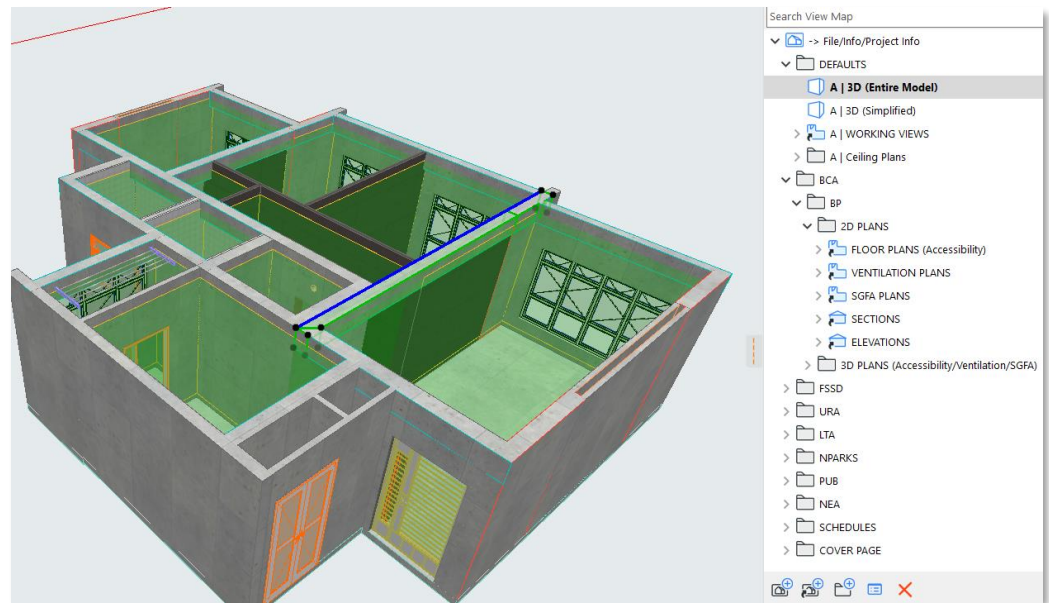 Search View Map
-> File/Info/Project Info
DEFAULTS
A | 3D (Entire Model)
A | 3D (Simplified)
A | WORKING VIEWS
A | Ceiling Plans
BCA
BP
2D PLANS
FLOOR PLANS (Accessibility)
VENTILATION PLANS
SGFA PLANS
SECTIONS
ELEVATIONS
3D PLANS (Accessibility/Ventilation/SGFA)
FSSD
URA
LTA
NPARKS
PUB
NEA
SCHEDULES
COVER PAGE